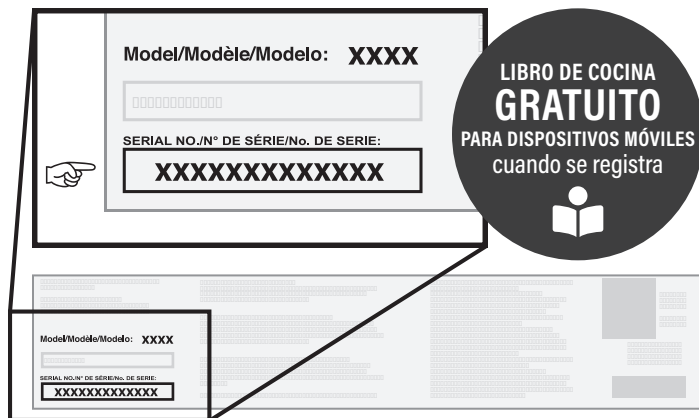 Model/Modèle/Modelo: XXXX
SERIAL NO./N° DE SÉRIE/No. DE SERIE:
XXXXXXXXXXXXX
LIBRO DE COCINA
GRATUITO
PARA DISPOSITIVOS MÓVILES
cuando se registra
Model/Modèle/Modelo: XXXX
SERIAL NO./N° DE SÉRIE/No. DE SERIE:
XXXXXXXXXXXXX